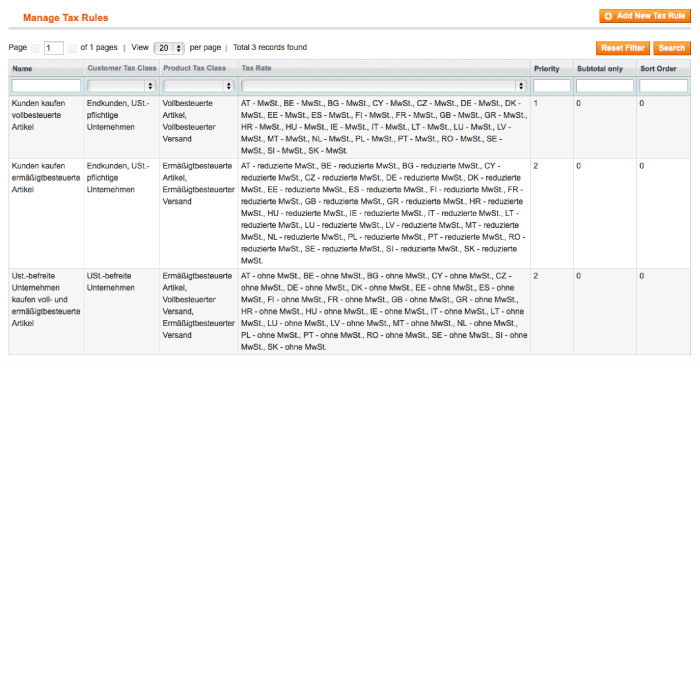 Manage Tax Rules
Add New Tax Rule
Page 1 of 1 pages | View 20 per page | Total 3 records found
Reset Filter Search
Name Customer Tax Class Product Tax Class Tax Rate Priority Subtotal only Sort Order
Kunden kaufen
vollbesteuerte
Artikel
Endkunden, USt.-
pflichtige
Unternehmen
Vollbesteuerte
Artikel,
Vollbesteuerter
Versand
AT - MwSt., BE - MwSt., BG - MwSt., CY - MwSt., CZ - MwSt., DE - MwSt., DK -
MwSt., EE - MwSt., ES - MwSt., FI - MwSt., FR - MwSt., GB - MwSt., GR - MwSt.,
HR - MwSt., HU - MwSt., IE - MwSt., IT - MwSt., LT - MwSt., LU - MwSt., LV -
MwSt., MT - MwSt., NL - MwSt., PL - MwSt., PT - MwSt., RO - MwSt., SE -
MwSt., SI - MwSt., SK - MwSt.
1
0
0
Kunden kaufen
ermäßigtbesteuerte
Artikel
Endkunden, USt.-
pflichtige
Unternehmen
Ermäßigtbesteuerte
Artikel,
Ermäßigtbesteuerter
Versand
AT - reduzierte MwSt., BE - reduzierte MwSt., BG - reduzierte MwSt., CY -
reduzierte MwSt., CZ - reduzierte MwSt., DE - reduzierte MwSt., DK - reduzierte
MwSt., EE - reduzierte MwSt., ES - reduzierte MwSt., FI - reduzierte MwSt., FR -
reduzierte MwSt., GB - reduzierte MwSt., GR - reduzierte MwSt., HR - reduzierte
MwSt., HU - reduzierte MwSt., IE - reduzierte MwSt., IT - reduzierte MwSt., LT -
reduzierte MwSt., LU - reduzierte MwSt., LV - reduzierte MwSt., MT - reduzierte
MwSt., NL - reduzierte MwSt., PL - reduzierte MwSt., PT - reduzierte MwSt., RO -
reduzierte MwSt., SE - reduzierte MwSt., SI - reduzierte MwSt., SK - reduzierte
MwSt.
2
0
0
Ust.-befreite
Unternehmen
kaufen voll- und
ermäßigtbesteuerte
Artikel
USt.-befreite
Unternehmen
Ermäßigtbesteuerte
Artikel,
Vollbesteuerter
Versand,
Ermäßigtbesteuerter
Versand
AT - ohne MwSt., BE - ohne MwSt., BG - ohne MwSt., CY - ohne MwSt., CZ -
ohne MwSt., DE - ohne MwSt., DK - ohne MwSt., EE - ohne MwSt., ES - ohne
MwSt., FI - ohne MwSt., FR - ohne MwSt., GB - ohne MwSt., GR - ohne MwSt.,
HR - ohne MwSt., HU - ohne MwSt., IE - ohne MwSt., IT - ohne MwSt., LT - ohne
MwSt., LU - ohne MwSt., LV - ohne MwSt., MT - ohne MwSt., NL - ohne MwSt.,
PL - ohne MwSt., PT - ohne MwSt., RO - ohne MwSt., SE - ohne MwSt., SI - ohne
MwSt., SK - ohne MwSt.
2
0
0